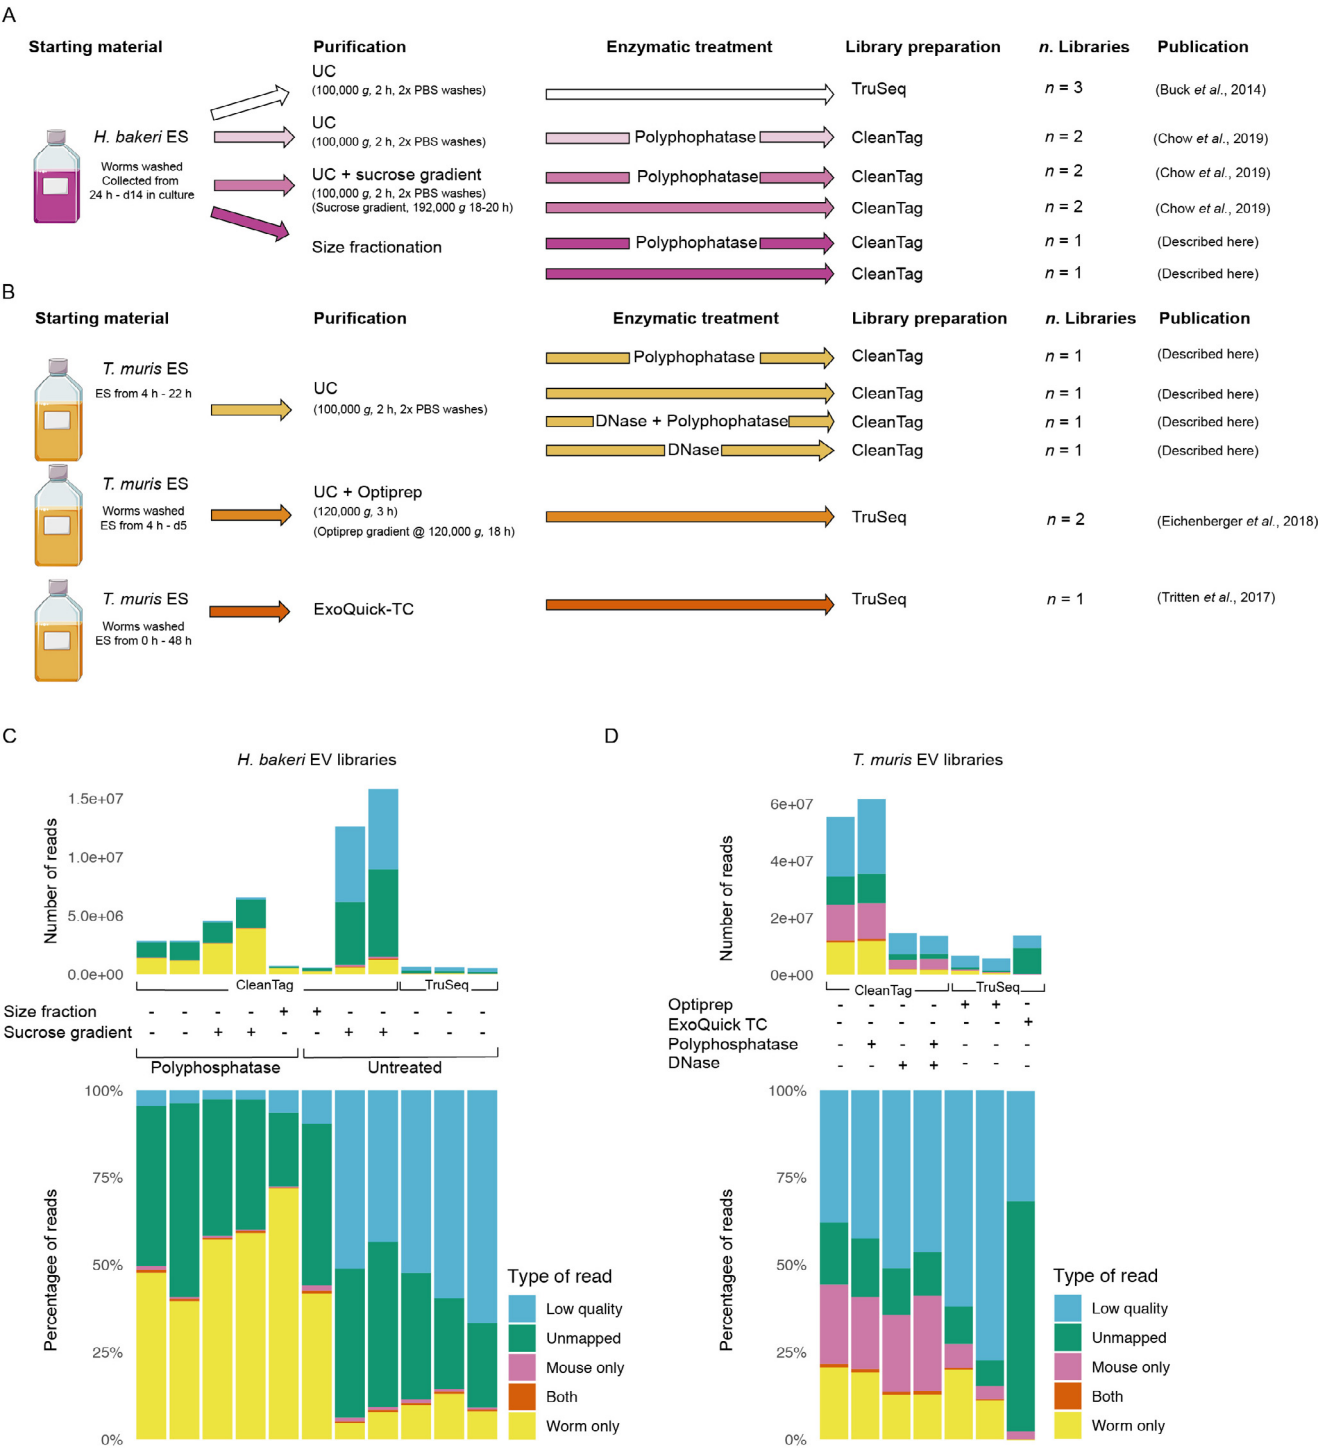 A
Starting material Purification Enzymatic treatment Library preparation n. Libraries Publication
UC
(100,000 g, 2 h, 2x PBS washes)
TruSeq n = 3 (Buck et al., 2014)
H. bakeri ES
Worms washed
Collected from
24 h - d14 in culture
UC
(100,000 g, 2 h, 2x PBS washes)
Polyphophatase CleanTag n = 2 (Chow et al., 2019)
UC + sucrose gradient
(100,000 g, 2 h, 2x PBS washes)
(Sucrose gradient, 192,000 g 18-20 h)
Polyphophatase CleanTag n = 2 (Chow et al., 2019)
CleanTag n = 2 (Chow et al., 2019)
Size fractionation
Polyphophatase CleanTag n = 1 (Described here)
CleanTag n = 1 (Described here)
B
Starting material Purification Enzymatic treatment Library preparation n. Libraries Publication
T. muris ES
ES from 4 h - 22 h
UC
(100,000 g, 2 h, 2x PBS washes)
Polyphophatase CleanTag n = 1 (Described here)
CleanTag n = 1 (Described here)
DNase + Polyphophatase CleanTag n = 1 (Described here)
DNase CleanTag n = 1 (Described here)
T. muris ES
Worms washed
ES from 4 h - d5
UC + Optiprep
(120,000 g, 3 h)
(Optiprep gradient @ 120,000 g, 18 h)
TruSeq n = 2 (Eichenberger et al., 2018)
T. muris ES
Worms washed
ES from 0 h - 48 h
ExoQuick-TC
TruSeq n = 1 (Tritten et al., 2017)
C
H. bakeri EV libraries
Number of reads
1.5e+07
1.0e+07
5.0e+06
0.0e+00
CleanTag TruSeq
Size fraction - - - - + + - - - - -
Sucrose gradient - - + + - - + + - - -
Polyphosphatase Untreated
Percentagee of reads
100%
75%
50%
25%
0%
Type of read
Low quality
Unmapped
Mouse only
Both
Worm only
D
T. muris EV libraries
Number of reads
6e+07
4e+07
2e+07
0e+00
CleanTag TruSeq
Optiprep - - - - + + -
ExoQuick TC - - - - - - +
Polyphosphatase - + - + - - -
DNase - - + + - - -
Percentagee of reads
100%
75%
50%
25%
0%
Type of read
Low quality
Unmapped
Mouse only
Both
Worm only